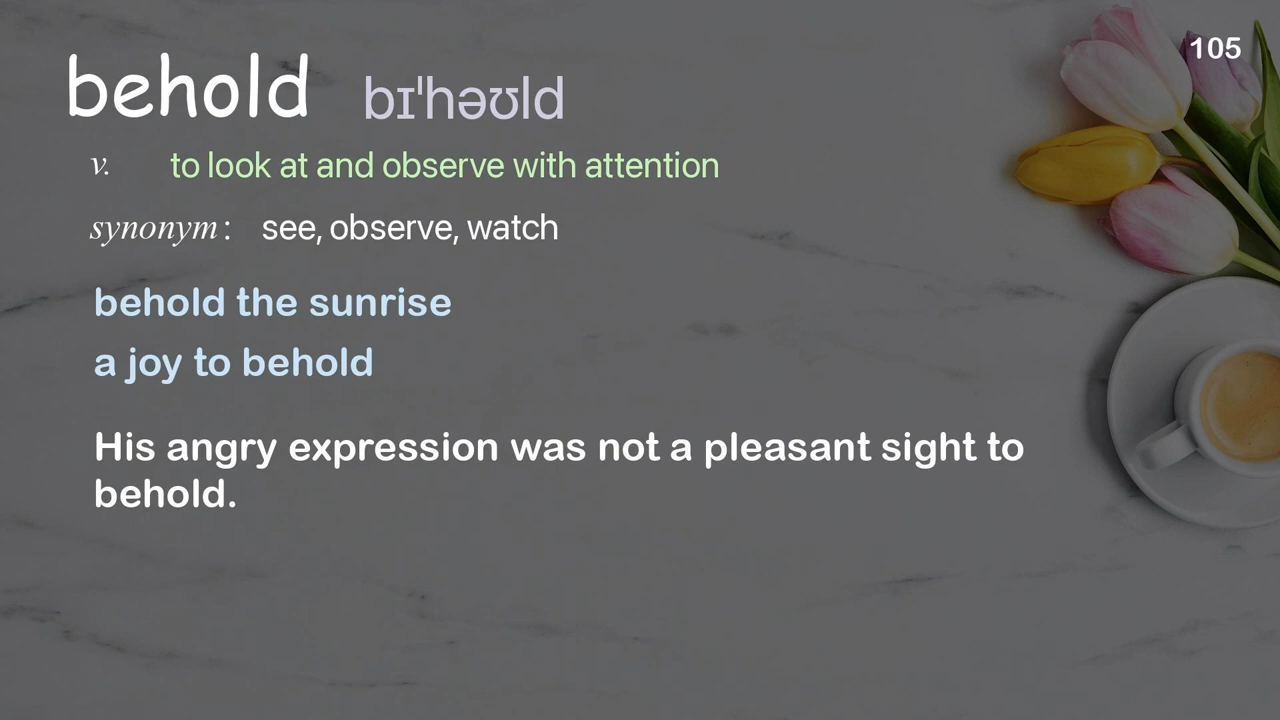 105
behold bɪˈhəʊld
v. to look at and observe with attention
synonym: see, observe, watch
behold the sunrise
a joy to behold
His angry expression was not a pleasant sight to
behold.